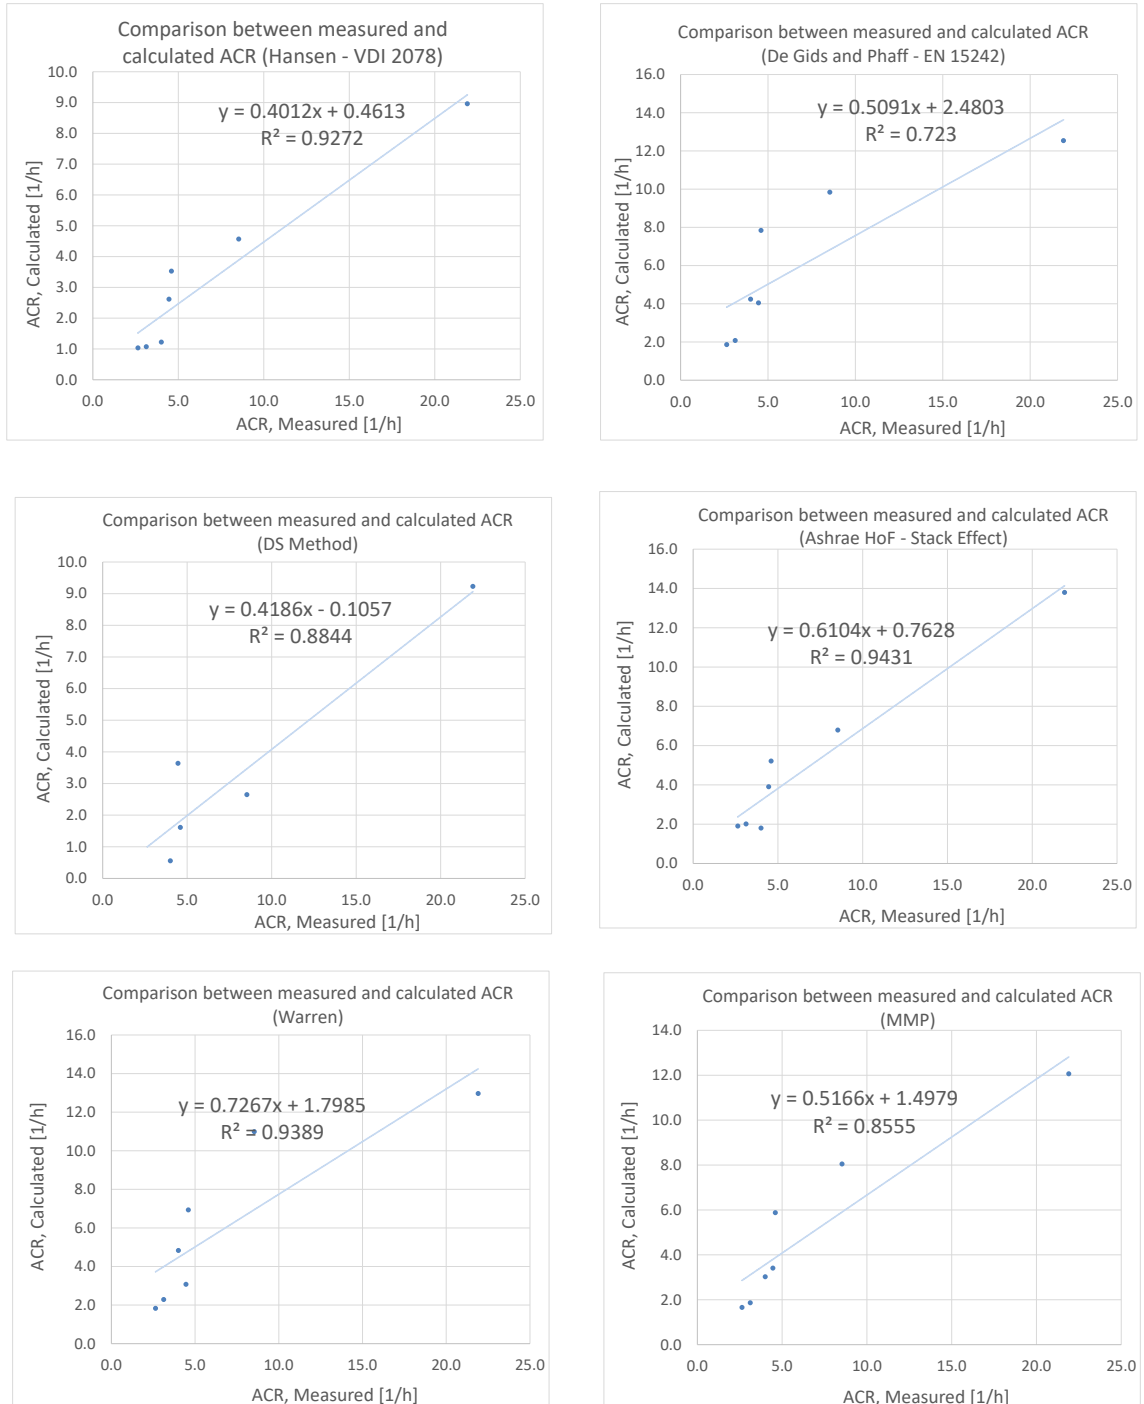 Comparison between measured and
calculated ACR (Hansen - VDI 2078)
10.0
9.0
8.0
7.0
6.0
5.0
4.0
3.0
2.0
1.0
0.0
y = 0.4012x + 0.4613
R² = 0.9272
0.0 5.0 10.0 15.0 20.0 25.0
ACR, Measured [1/h]
ACR, Calculated [1/h]
Comparison between measured and calculated ACR
(De Gids and Phaff - EN 15242)
16.0
14.0
12.0
10.0
8.0
6.0
4.0
2.0
0.0
y = 0.5091x + 2.4803
R² = 0.723
0.0 5.0 10.0 15.0 20.0 25.0
ACR, Measured [1/h]
ACR, Calculated [1/h]
Comparison between measured and calculated ACR
(DS Method)
10.0
9.0
8.0
7.0
6.0
5.0
4.0
3.0
2.0
1.0
0.0
y = 0.4186x - 0.1057
R² = 0.8844
0.0 5.0 10.0 15.0 20.0 25.0
ACR, Measured [1/h]
ACR, Calculated [1/h]
Comparison between measured and calculated ACR
(Ashrae HoF - Stack Effect)
16.0
14.0
12.0
10.0
8.0
6.0
4.0
2.0
0.0
y = 0.6104x + 0.7628
R² = 0.9431
0.0 5.0 10.0 15.0 20.0 25.0
ACR, Measured [1/h]
ACR, Calculated [1/h]
Comparison between measured and calculated ACR
(Warren)
16.0
14.0
12.0
10.0
8.0
6.0
4.0
2.0
0.0
y = 0.7267x + 1.7985
R² = 0.9389
0.0 5.0 10.0 15.0 20.0 25.0
ACR, Measured [1/h]
ACR, Calculated [1/h]
Comparison between measured and calculated ACR
(MMP)
14.0
12.0
10.0
8.0
6.0
4.0
2.0
0.0
y = 0.5166x + 1.4979
R² = 0.8555
0.0 5.0 10.0 15.0 20.0 25.0
ACR, Measured [1/h]
ACR, Calculated [1/h]